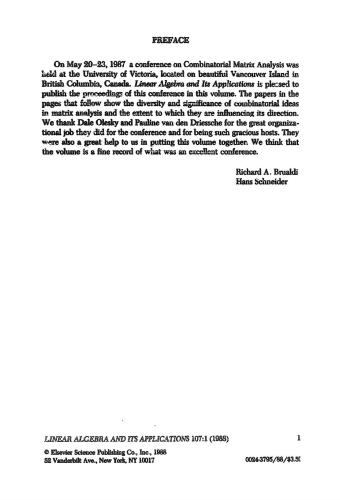 PREFACE
On May 20–23, 1987 a conference on Combinatorial Matrix Analysis was
held at the University of Victoria, located on beautiful Vancouver Island in
British Columbia, Canada. Linear Algebra and Its Applications is pleased to
publish the proceedings of this conference in this volume. The papers in the
pages that follow show the diversity and significance of combinatorial ideas
in matrix analysis and the extent to which they are influencing its direction.
We thank Dale Olesky and Pauline van den Driessche for the great organiza-
tional job they did for the conference and for being such gracious hosts. They
were also a great help to us in putting this volume together. We think that
the volume is a fine record of what was an excellent conference.
Richard A. Brualdi
Hans Schneider
LINEAR ALGEBRA AND ITS APPLICATIONS 107:1 (1988) 1
© Elsevier Science Publishing Co., Inc., 1988
52 Vanderbilt Ave., New York, NY 10017 0024-3795/88/$3.50